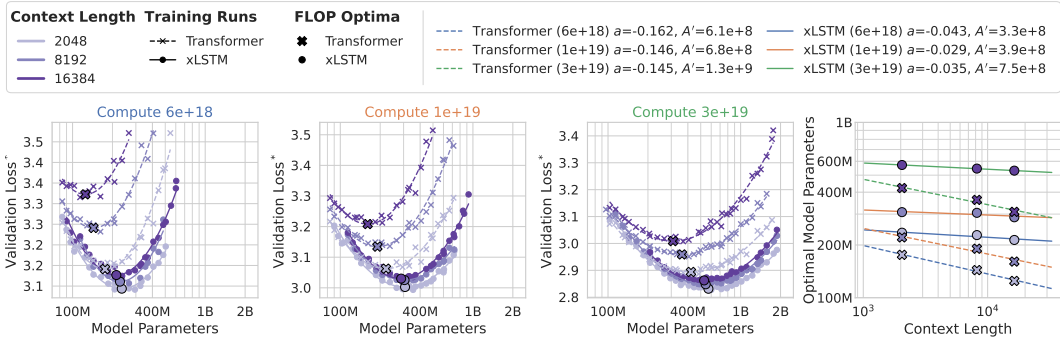 Context Length
2048
8192
16384
Training Runs
Transformer
xLSTM
FLOP Optima
Transformer
xLSTM
Transformer (6e+18) a=-0.162, A′=6.1e+8
Transformer (1e+19) a=-0.146, A′=6.8e+8
Transformer (3e+19) a=-0.145, A′=1.3e+9
xLSTM (6e+18) a=-0.043, A′=3.3e+8
xLSTM (1e+19) a=-0.029, A′=3.9e+8
xLSTM (3e+19) a=-0.035, A′=7.5e+8
Compute 6e+18
Validation Loss*
3.5
3.4
3.3
3.2
3.2
3.1
100M
400M
1B
2B
Model Parameters
Compute 1e+19
Validation Loss*
3.5
3.4
3.3
3.2
3.1
3.0
100M
400M
1B
2B
Model Parameters
Compute 3e+19
Validation Loss*
3.4
3.3
3.2
3.1
3.0
2.9
2.8
100M
400M
1B
2B
Model Parameters
Optimal Model Parameters
1B
600M
400M
200M
100M
10³
10⁴
Context Length